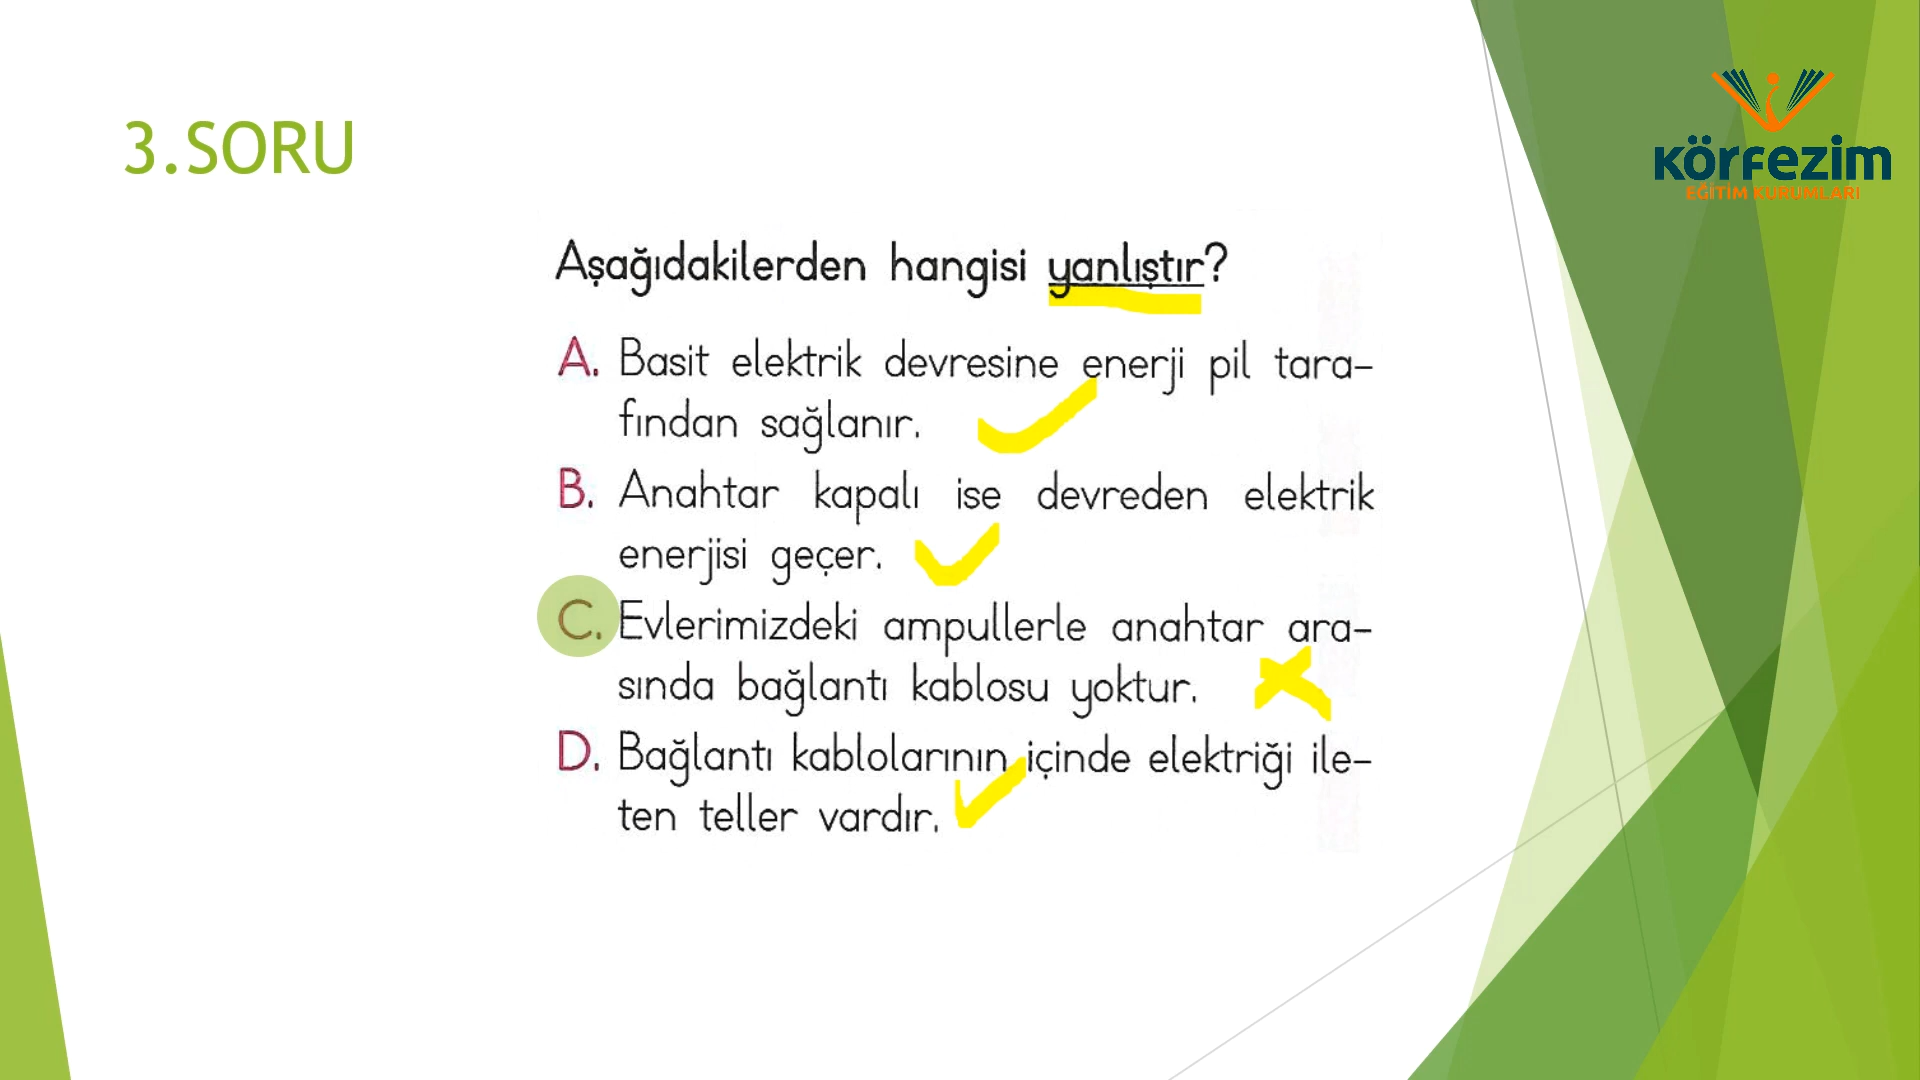 3.SORU
körfezim
EĞİTİM KURUMLARI
Aşağıdakilerden hangisi yanlıştır?
A. Basit elektrik devresine enerji pil tara-
fından sağlanır.
B. Anahtar kapalı ise devreden elektrik
enerjisi geçer.
C. Evlerimizdeki ampullerle anahtar ara-
sında bağlantı kablosu yoktur.
D. Bağlantı kablolarının içinde elektriği ile-
ten teller vardır.